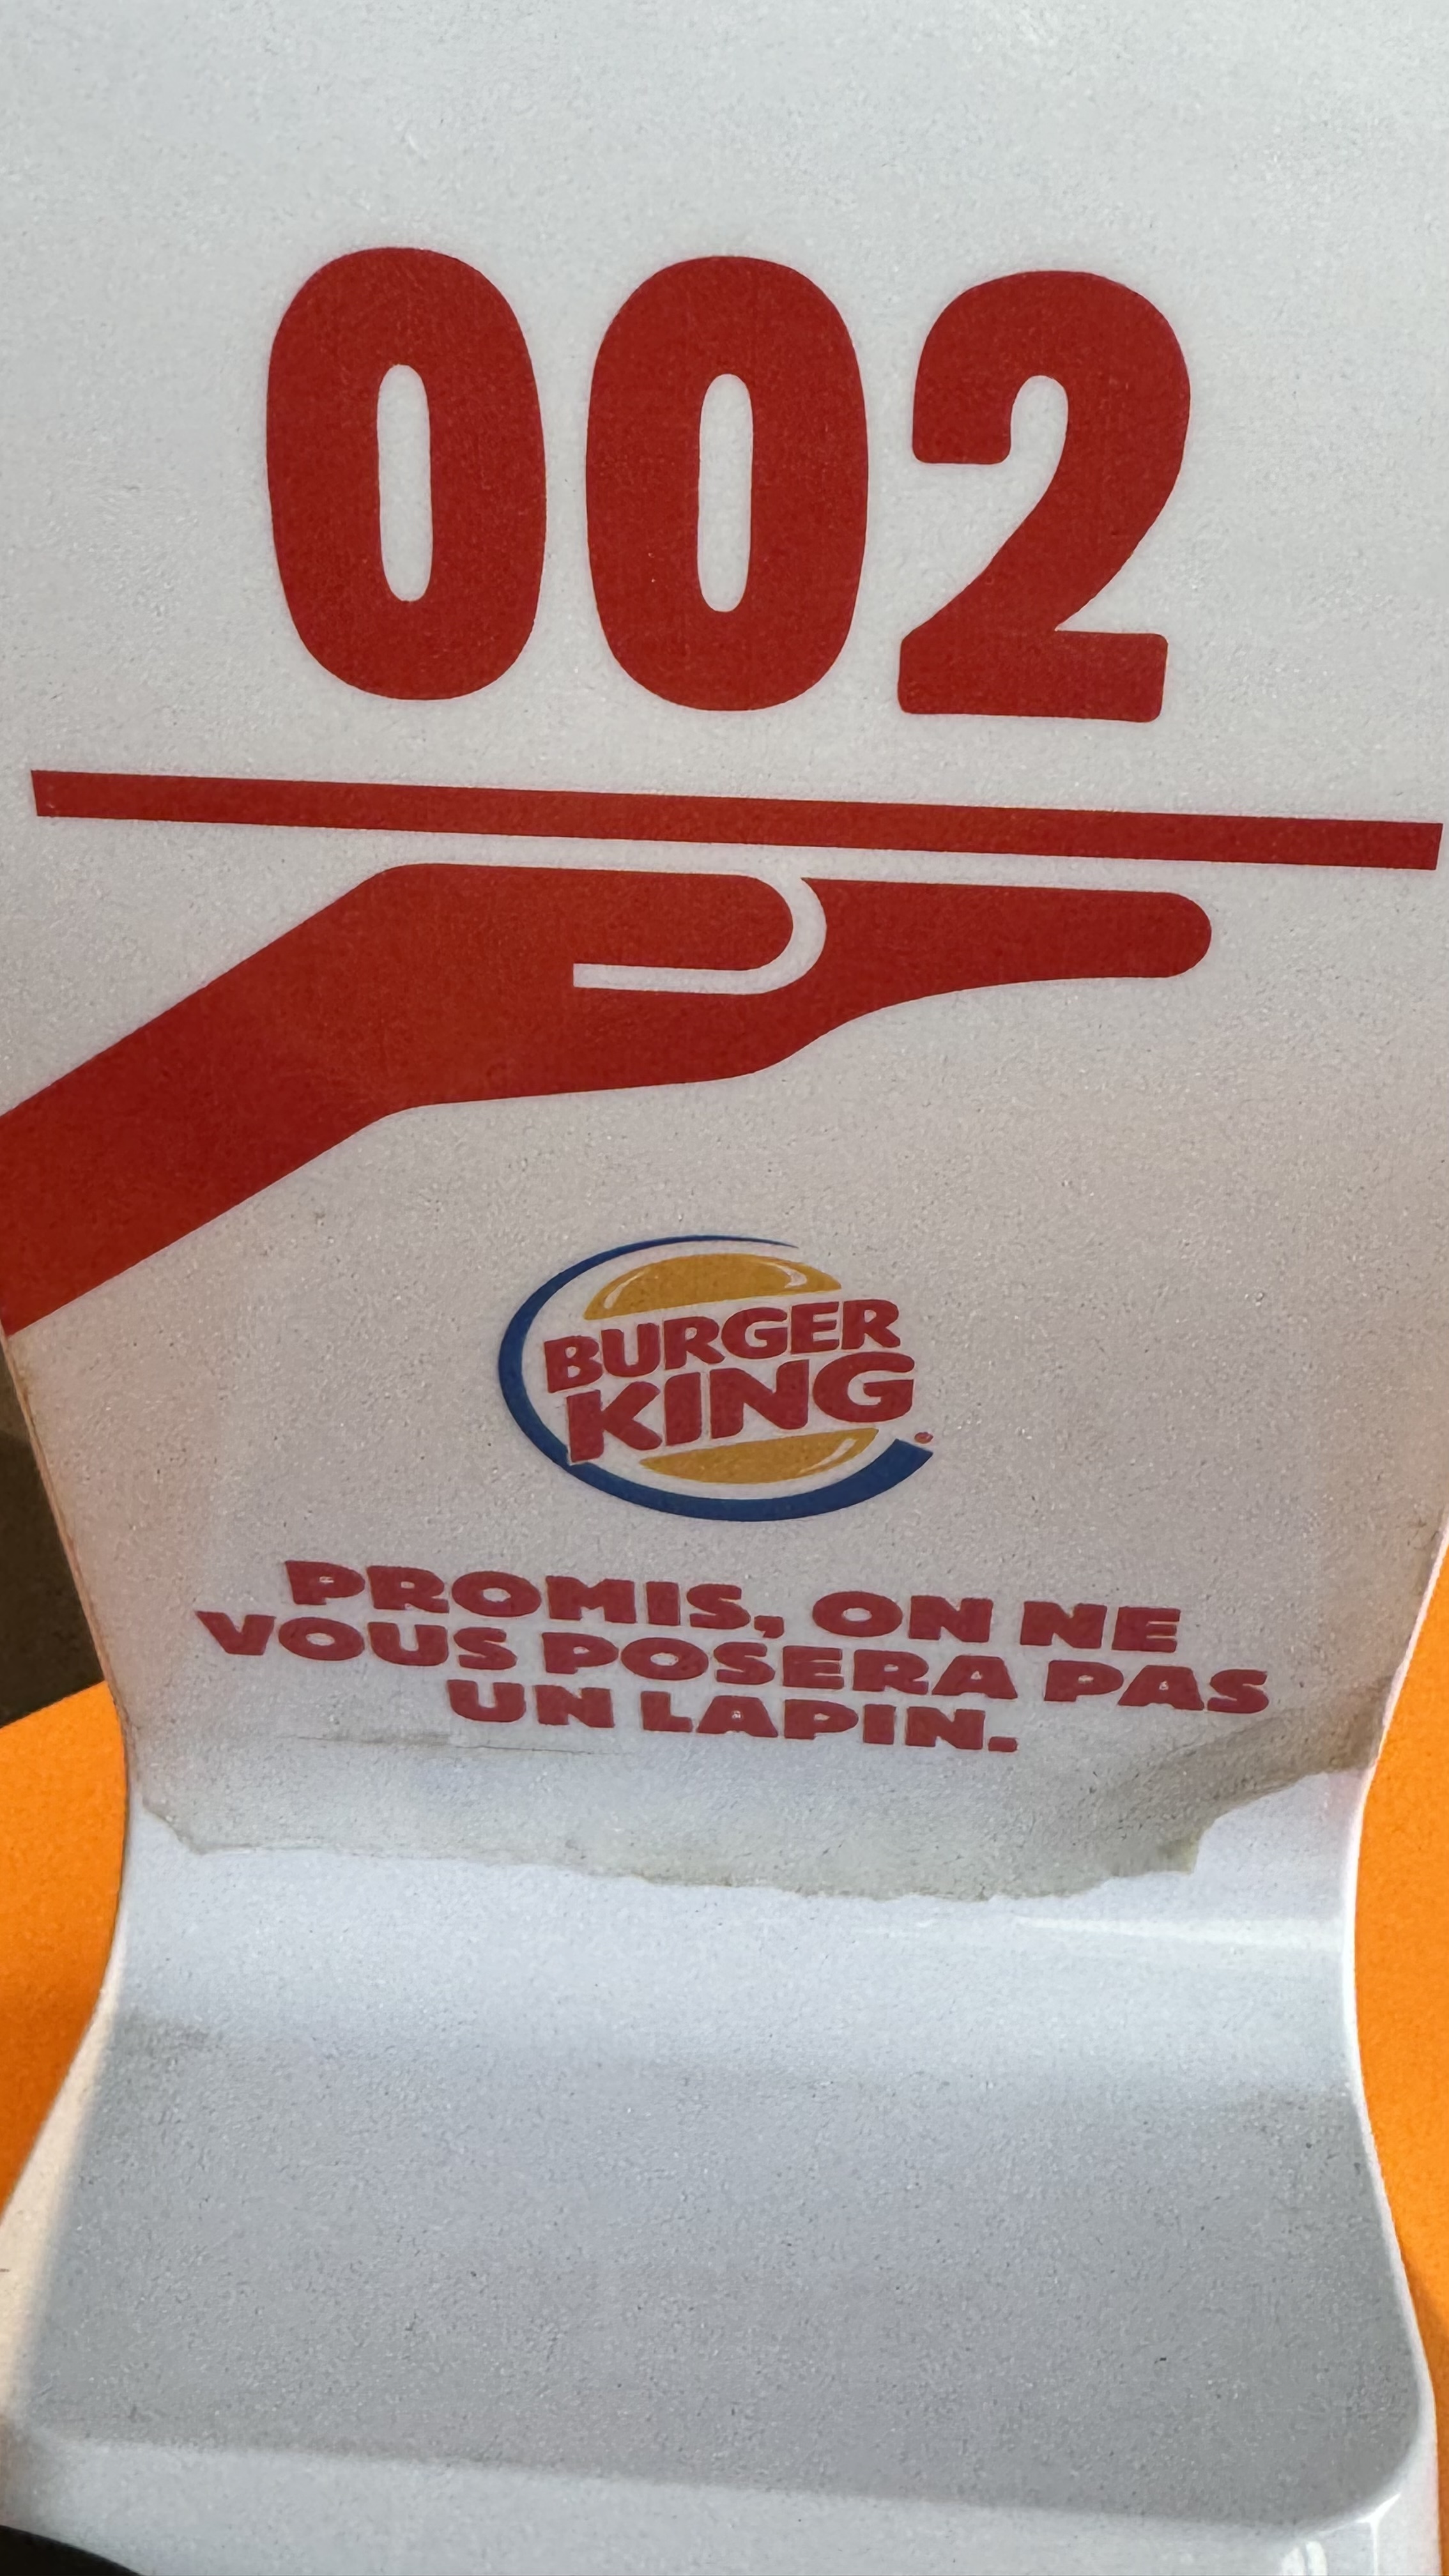 002
BURGER
KING
PROMIS, ON NE
VOUS POSERA PAS
UN LAPIN.